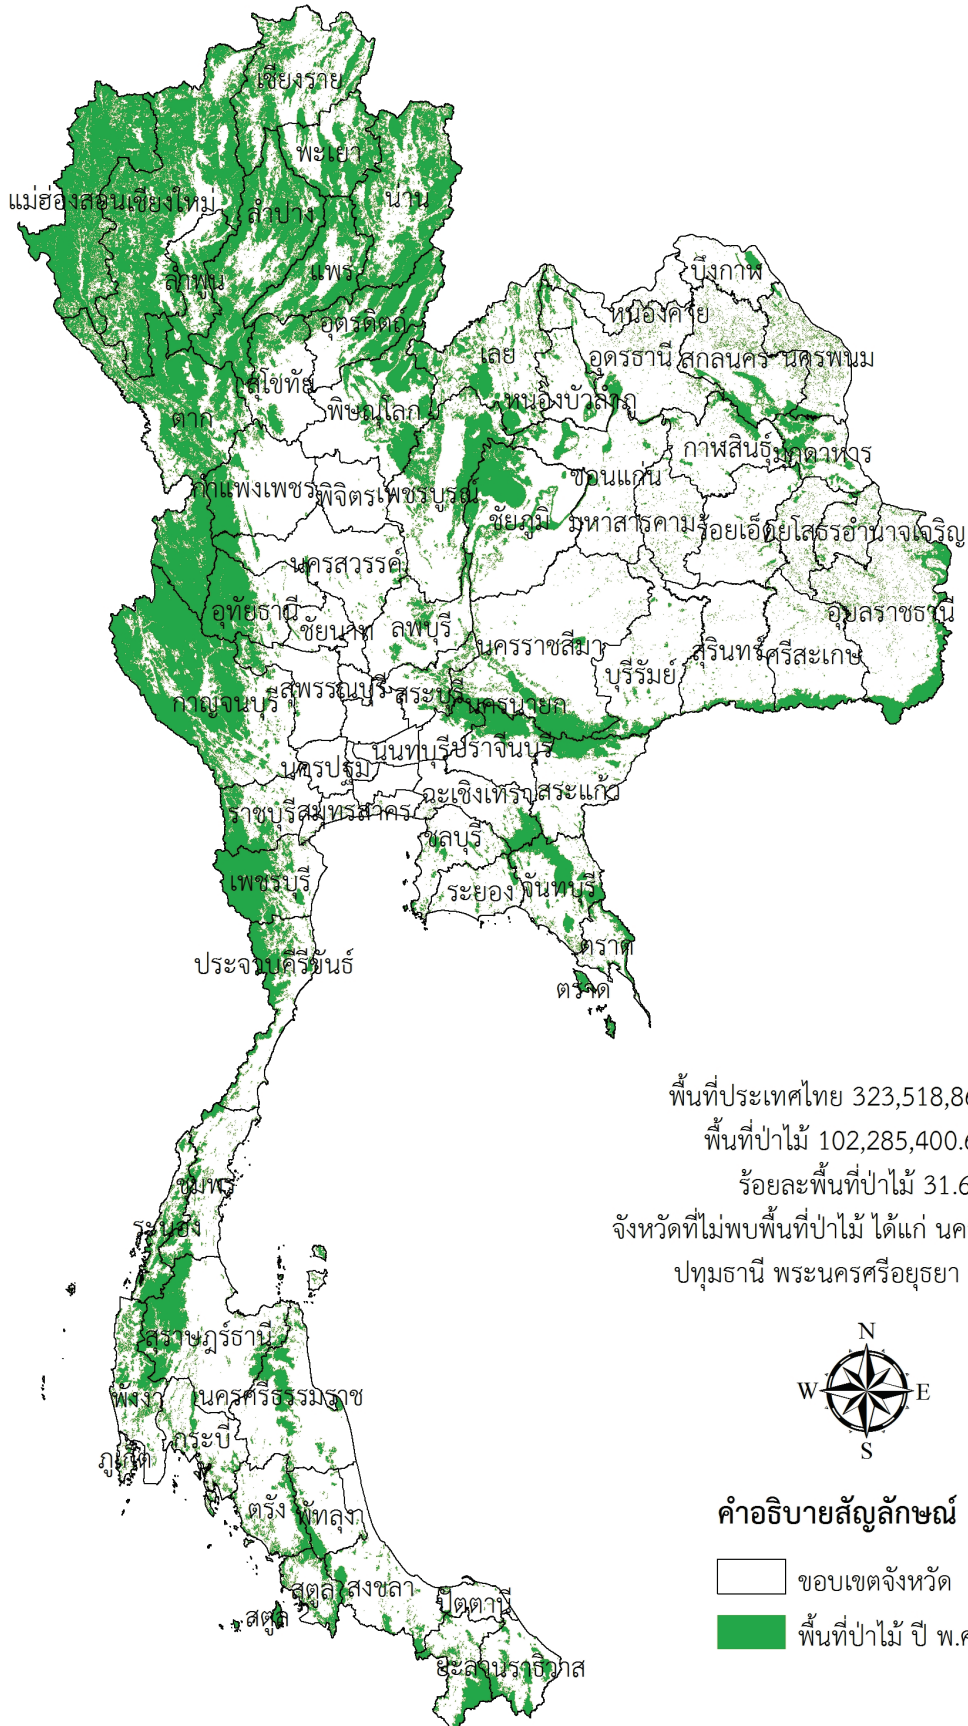 เชียงราย
พะเยา
แม่ฮ่องสอน
เชียงใหม่
ลำปาง
น่าน
ลำพูน
แพร่
อุตรดิตถ์
บึงกาฬ
หนองคาย
เลย
อุดรธานี
สกลนคร
นครพนม
สุโขทัย
พิษณุโลก
หนองบัวลำภู
ตาก
กาฬสินธุ์
มุกดาหาร
ขอนแก่น
กำแพงเพชร
พิจิตร
เพชรบูรณ์
ชัยภูมิ
มหาสารคาม
ร้อยเอ็ด
ยโสธร
อำนาจเจริญ
นครสวรรค์
อุทัยธานี
ชัยนาท
ลพบุรี
นครราชสีมา
บุรีรัมย์
สุรินทร์
ศรีสะเกษ
อุบลราชธานี
กาญจนบุรี
สุพรรณบุรี
สระบุรี
นครนายก
นนทบุรี
ปราจีนบุรี
นครปฐม
ฉะเชิงเทรา
สระแก้ว
ราชบุรี
สมุทรสาคร
ชลบุรี
เพชรบุรี
ระยอง
จันทบุรี
ประจวบคีรีขันธ์
ตราด
ตราด
พื้นที่ประเทศไทย 323,518,8
พื้นที่ป่าไม้ 102,285,400.
ร้อยละพื้นที่ป่าไม้ 31.6
จังหวัดที่ไม่พบพื้นที่ป่าไม้ ได้แก่ นค
ปทุมธานี พระนครศรีอยุธยา
ชุมพร
ระนอง
สุราษฎร์ธานี
พังงา
นครศรีธรรมราช
กระบี่
ภูเก็ต
ตรัง
พัทลุง
สตูล
สงขลา
สตูล
ปัตตานี
ยะลา
นราธิวาส
N
W
E
S
คำอธิบายสัญลักษณ์
ขอบเขตจังหวัด
พื้นที่ป่าไม้ ปี พ.ศ